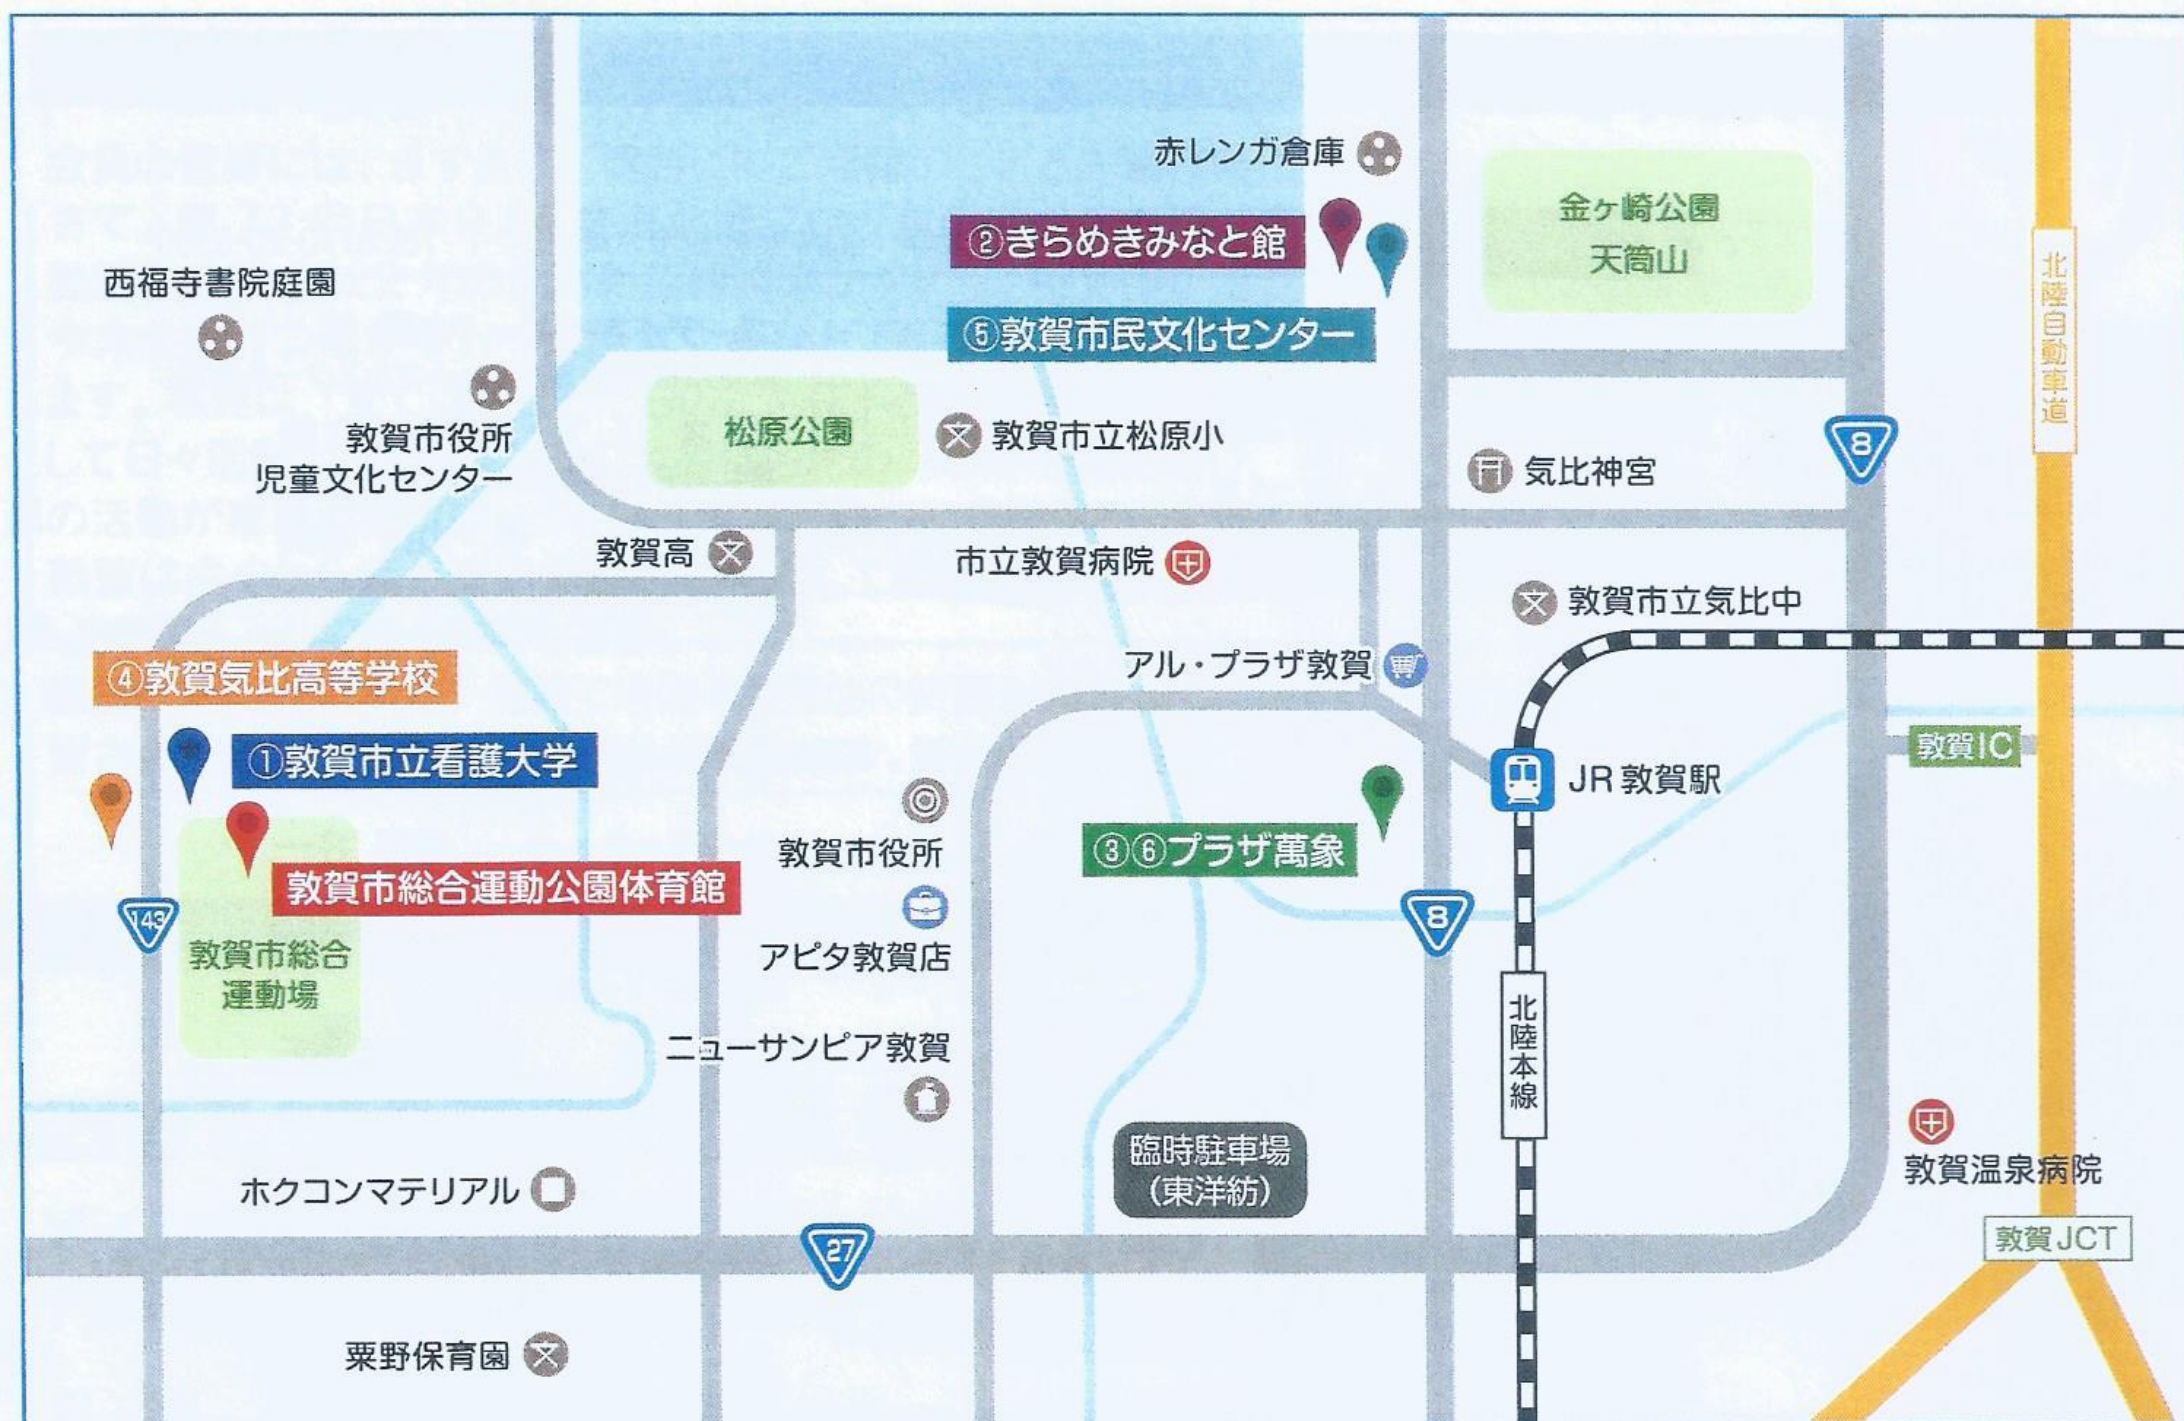 赤レンガ倉庫
②きらめきみなと館
⑤敦賀市民文化センター
金ヶ崎公園
天筒山
北陸自動車道
西福寺書院庭園
敦賀市役所
児童文化センター
松原公園
文 敦賀市立松原小
気比神宮
8
敦賀高 文
市立敦賀病院
文 敦賀市立気比中
アル・プラザ敦賀
④敦賀気比高等学校
①敦賀市立看護大学
敦賀市総合運動公園体育館
143
敦賀市総合
運動場
敦賀市役所
アピタ敦賀店
ニューサンピア敦賀
③⑥プラザ萬象
JR敦賀駅
敦賀IC
8
北陸本線
臨時駐車場
(東洋紡)
敦賀温泉病院
敦賀JCT
ホクコンマテリアル
27
粟野保育園 文